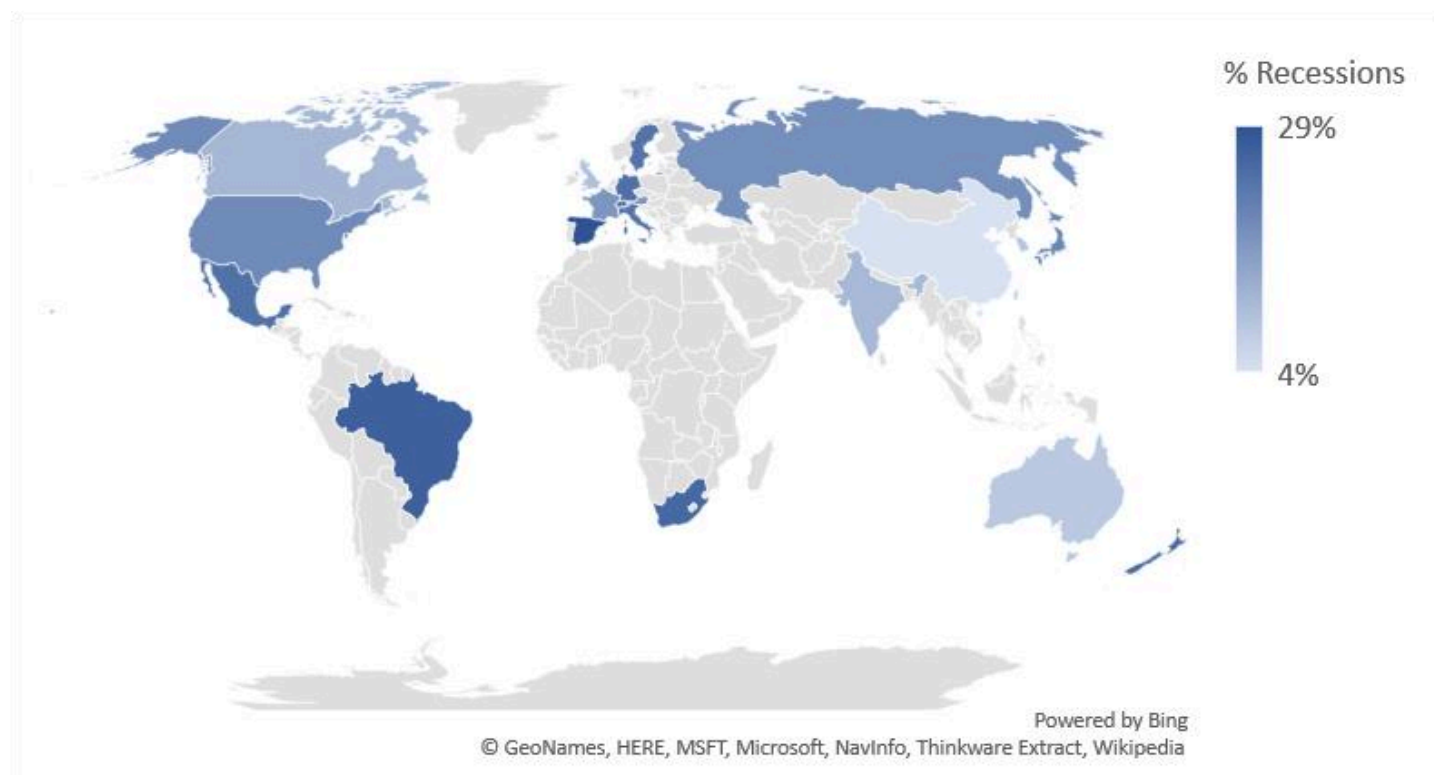 % Recessions
29%
4%
Powered by Bing
© GeoNames, HERE, MSFT, Microsoft, NavInfo, Thinkware Extract, Wikipedia